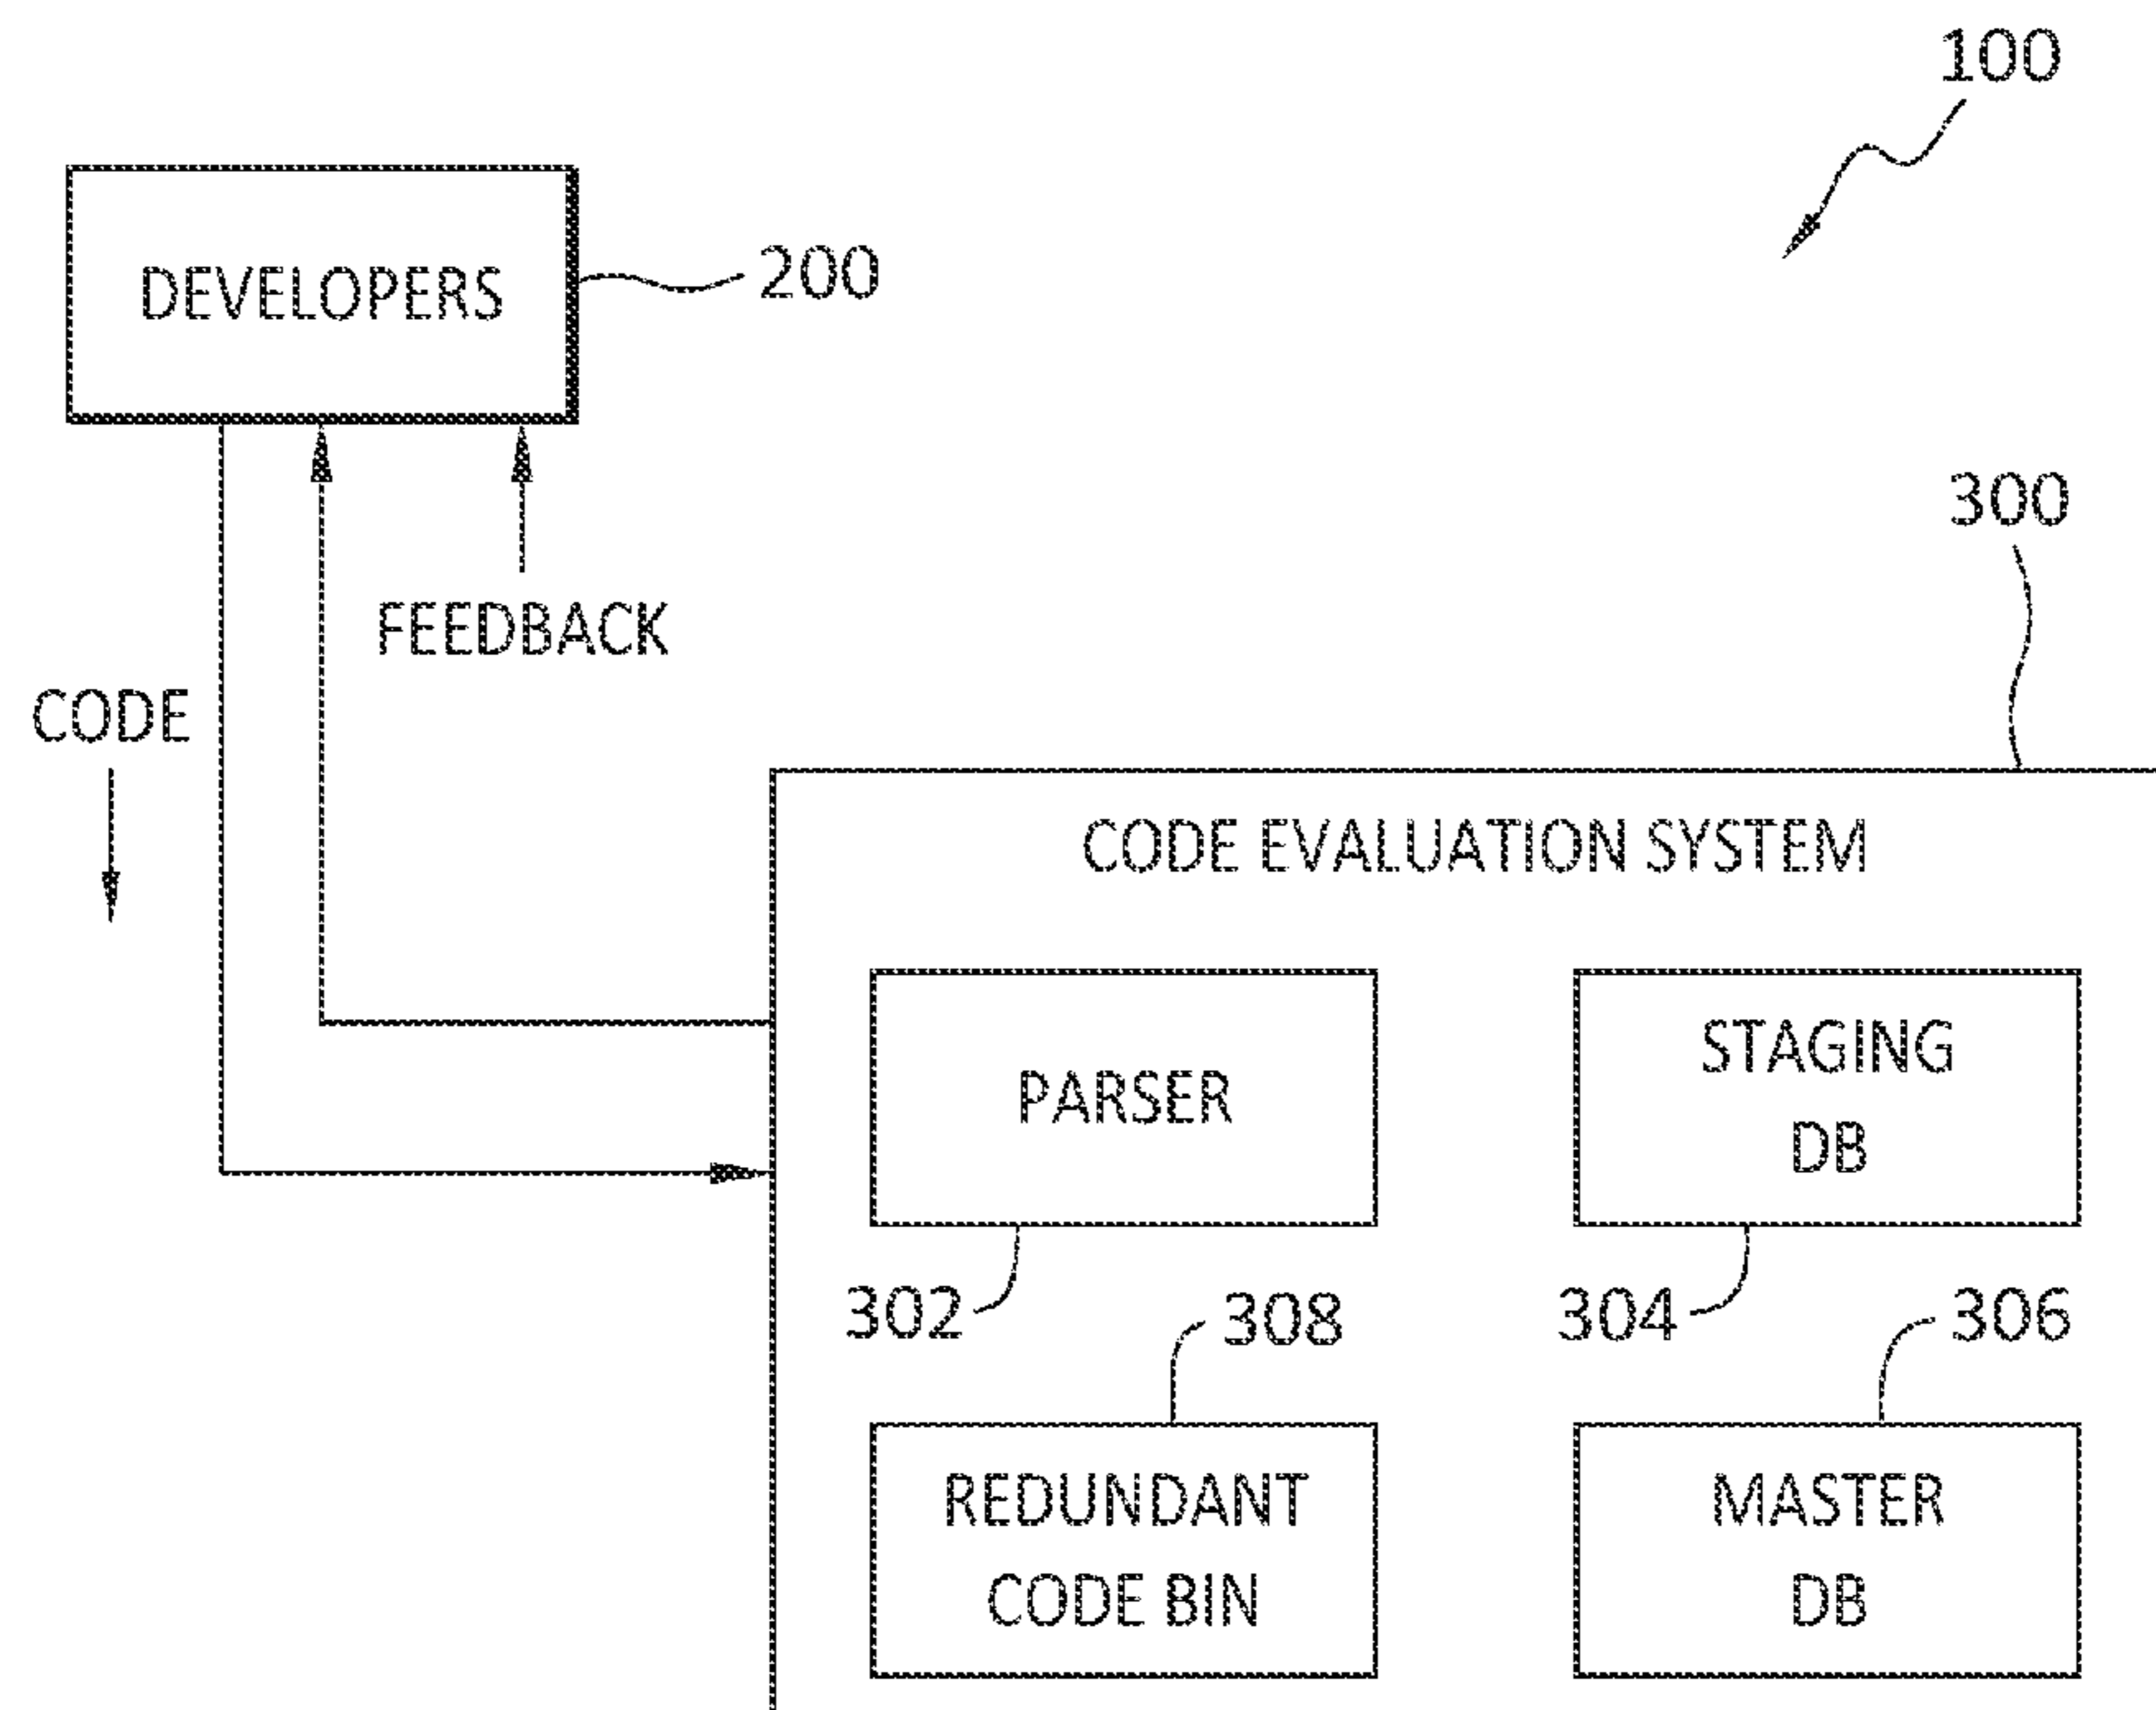 100
DEVELOPERS
200
300
FEEDBACK
CODE
CODE EVALUATION SYSTEM
PARSER
STAGING
DB
302
308
304
306
REDUNDANT
CODE BIN
MASTER
DB